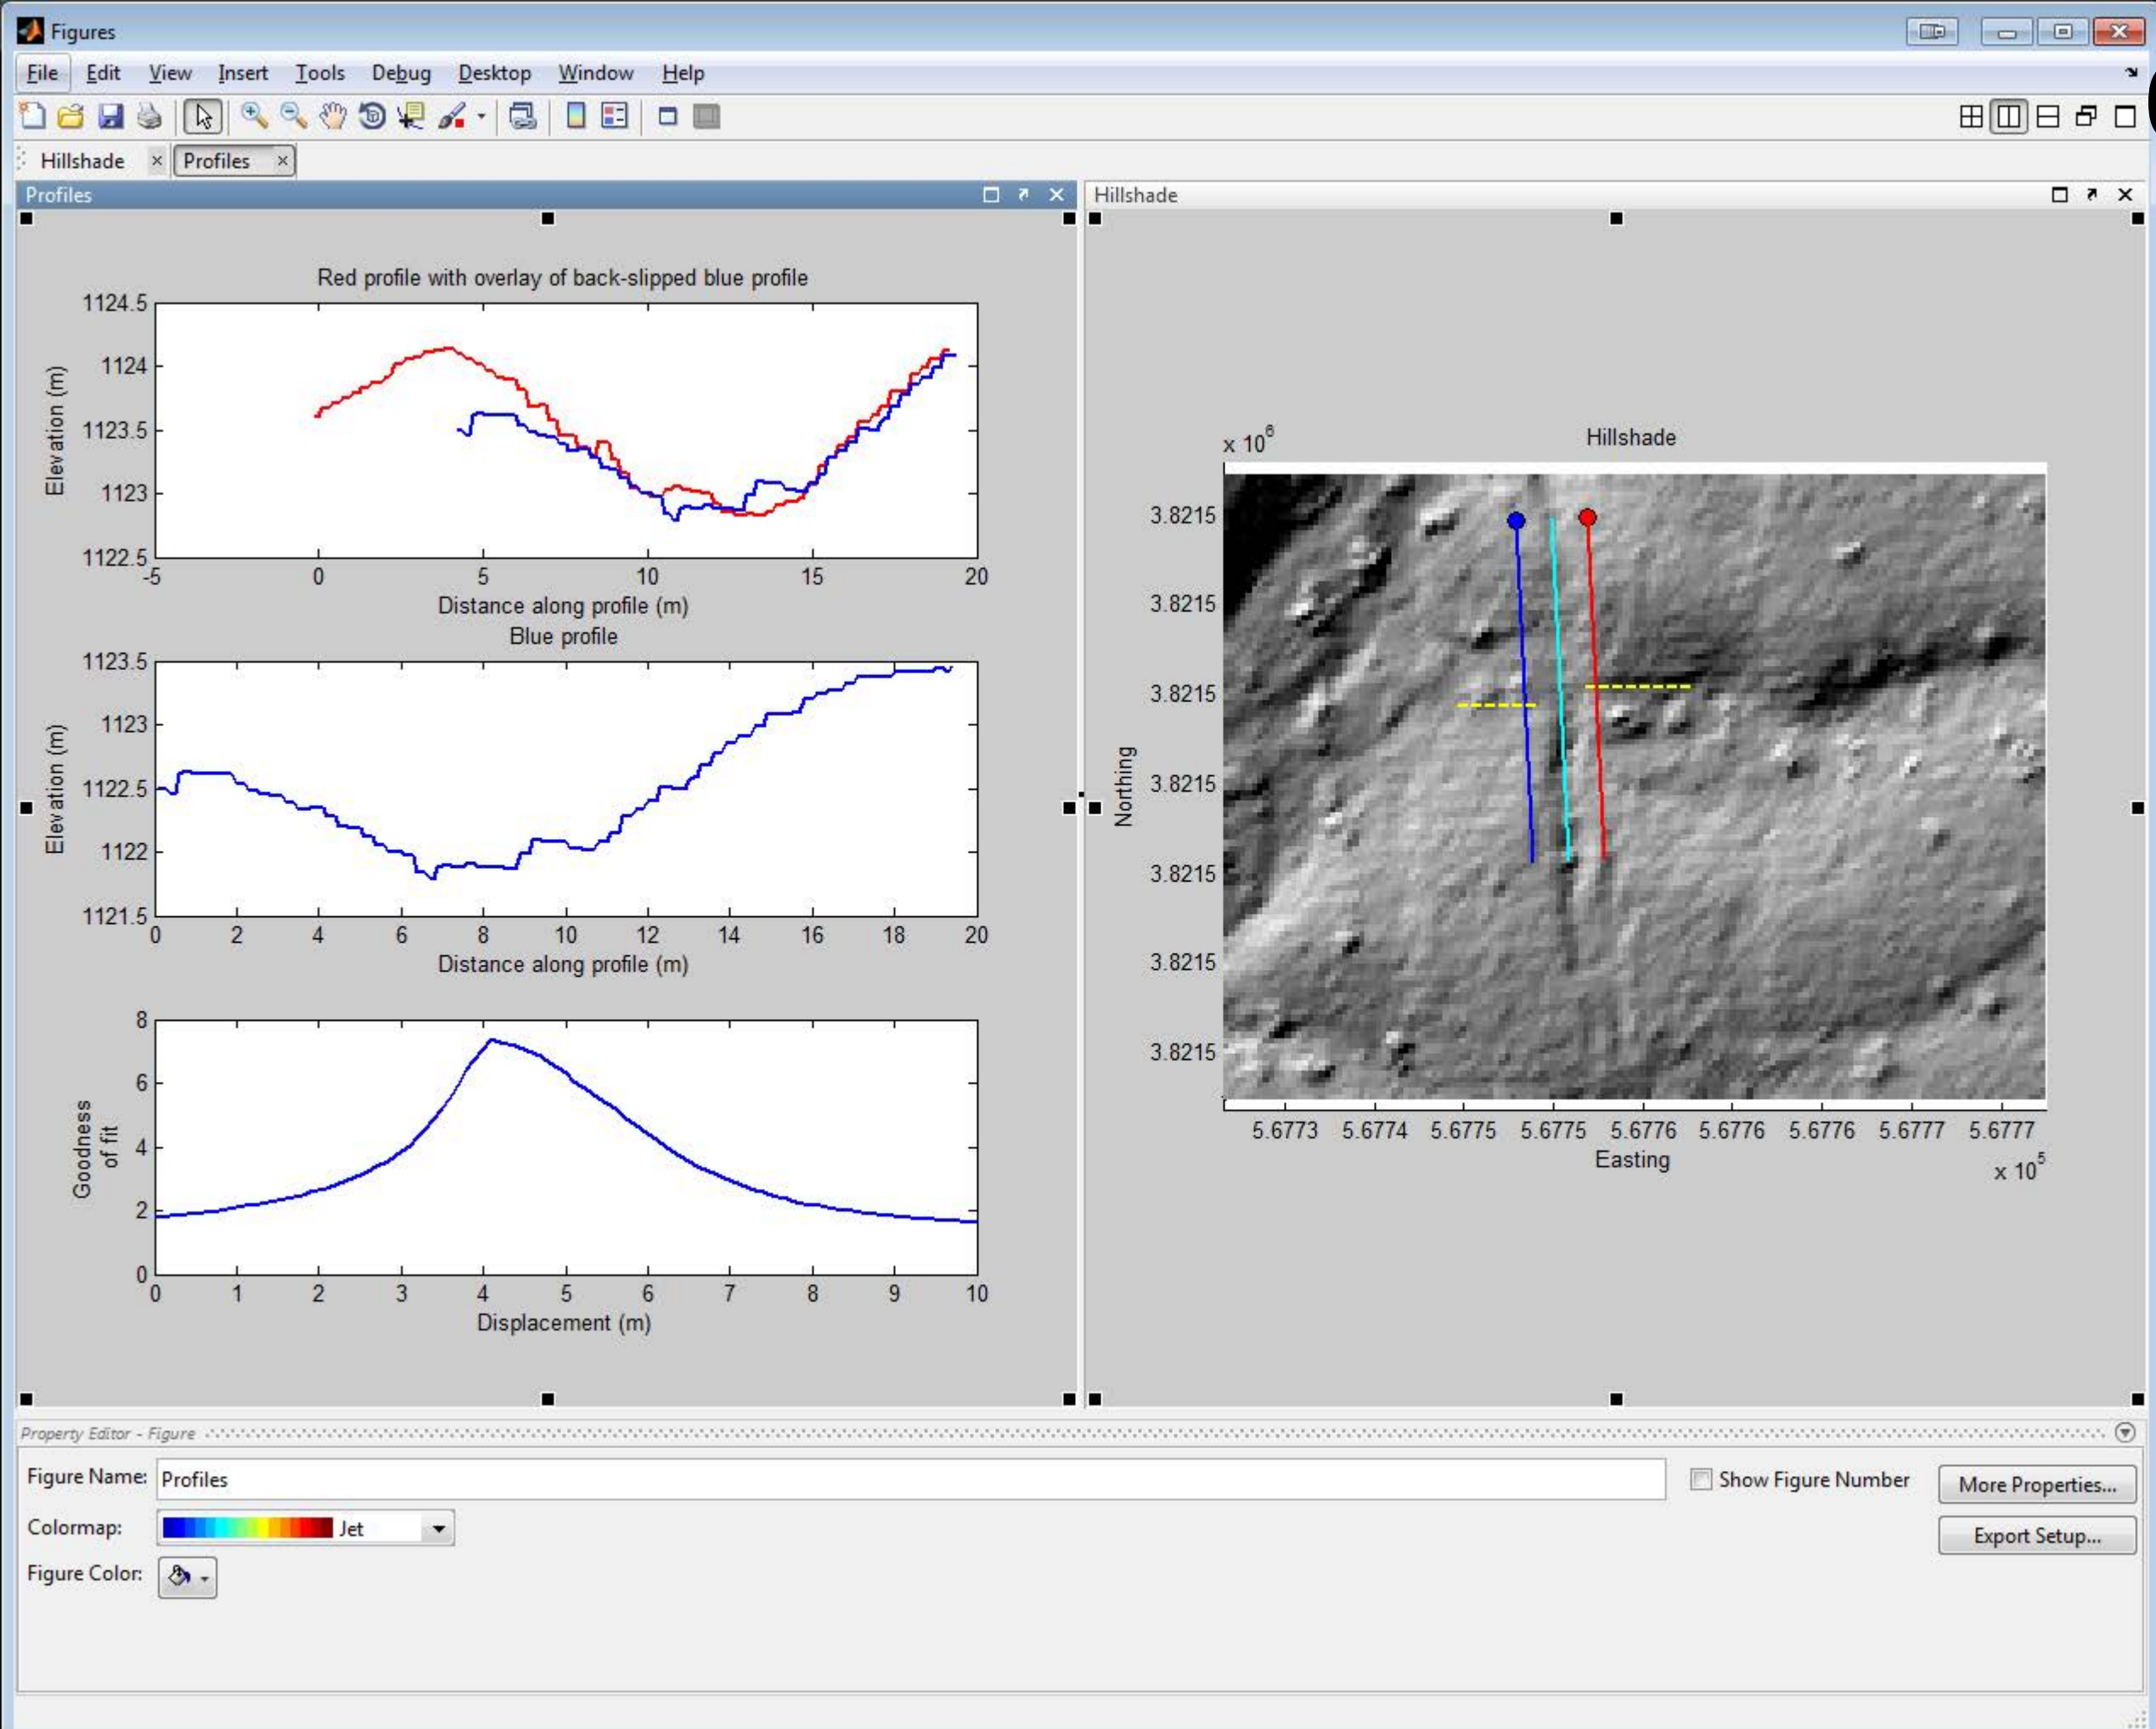 Figures
File Edit View Insert Tools Debug Desktop Window Help
Hillshade × Profiles ×
Profiles
Red profile with overlay of back-slipped blue profile
1124.5
1124
1123.5
1123
1122.5
Elevation (m)
-5 0 5 10 15 20
Distance along profile (m)
Blue profile
1123.5
1123
1122.5
1122
1121.5
Elevation (m)
0 2 4 6 8 10 12 14 16 18 20
Distance along profile (m)
8
6
4
2
0
Goodness
of fit
0 1 2 3 4 5 6 7 8 9 10
Displacement (m)
Hillshade
x 10^6
Hillshade
3.8215
3.8215
3.8215
3.8215
3.8215
3.8215
3.8215
Northing
5.6773 5.6774 5.6775 5.6775 5.6776 5.6776 5.6776 5.6777 5.6777
Easting
x 10^5
Property Editor - Figure
Figure Name: Profiles
Show Figure Number
More Properties...
Colormap: Jet
Export Setup...
Figure Color: